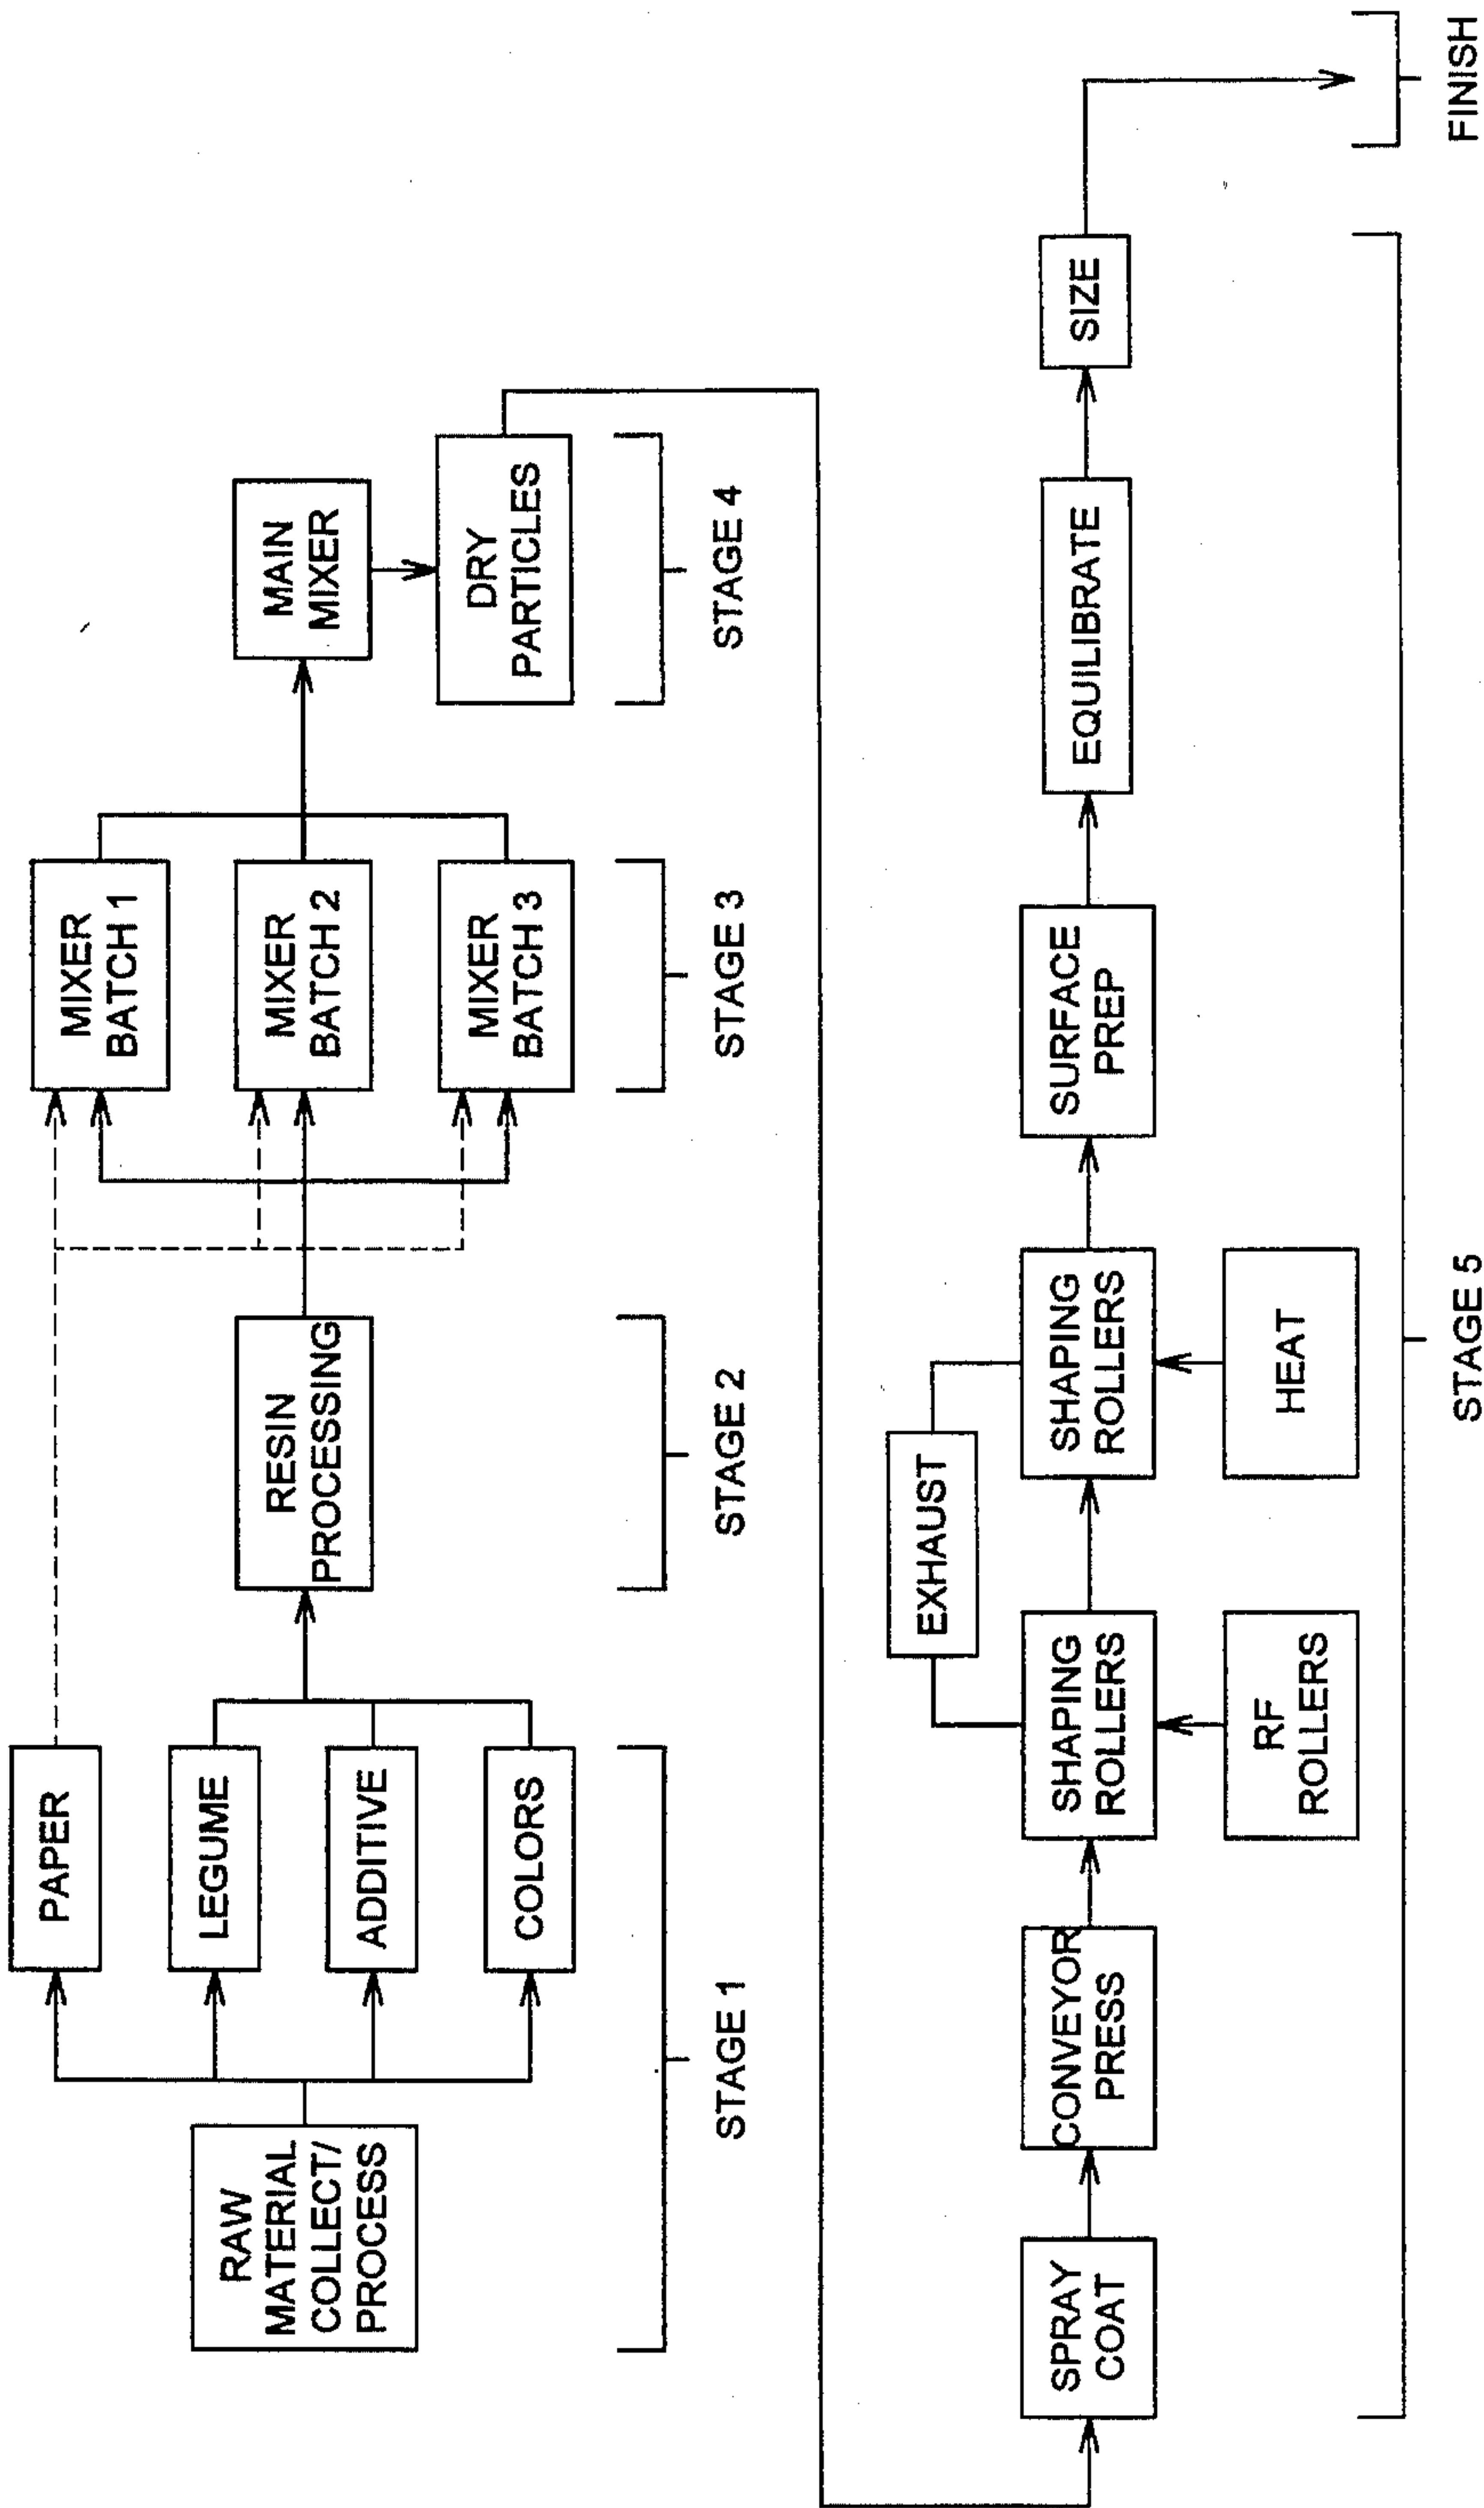 RAW
MATERIAL
COLLECT/
PROCESS
PAPER
LEGUME
ADDITIVE
COLORS
STAGE 1
RESIN
PROCESSING
STAGE 2
MIXER
BATCH 1
MIXER
BATCH 2
MIXER
BATCH 3
STAGE 3
MAIN
MIXER
DRY
PARTICLES
STAGE 4
SPRAY
COAT
CONVEYOR
PRESS
SHAPING
ROLLERS
RF
ROLLERS
EXHAUST
SHAPING
ROLLERS
HEAT
SURFACE
PREP
EQUILIBRATE
SIZE
STAGE 5
FINISH